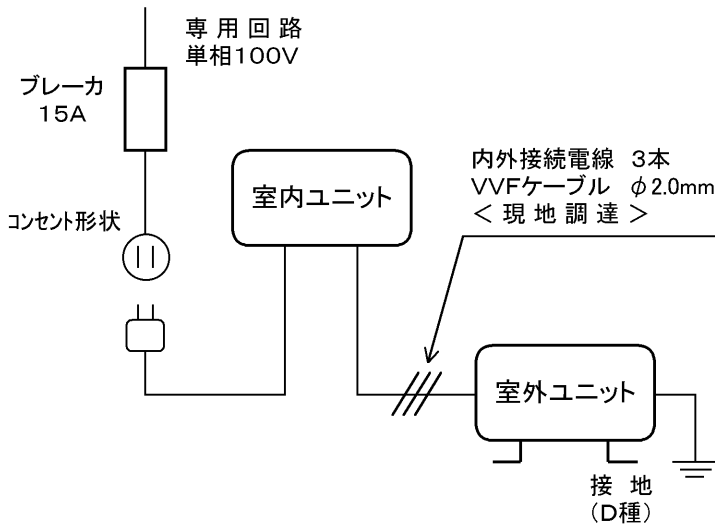 専用回路
単相100V
ブレーカ
15A
コンセント形状
室内ユニット
内外接続電線 3本
VVFケーブル φ2.0mm
<現地調達>
室外ユニット
接地
(D種)